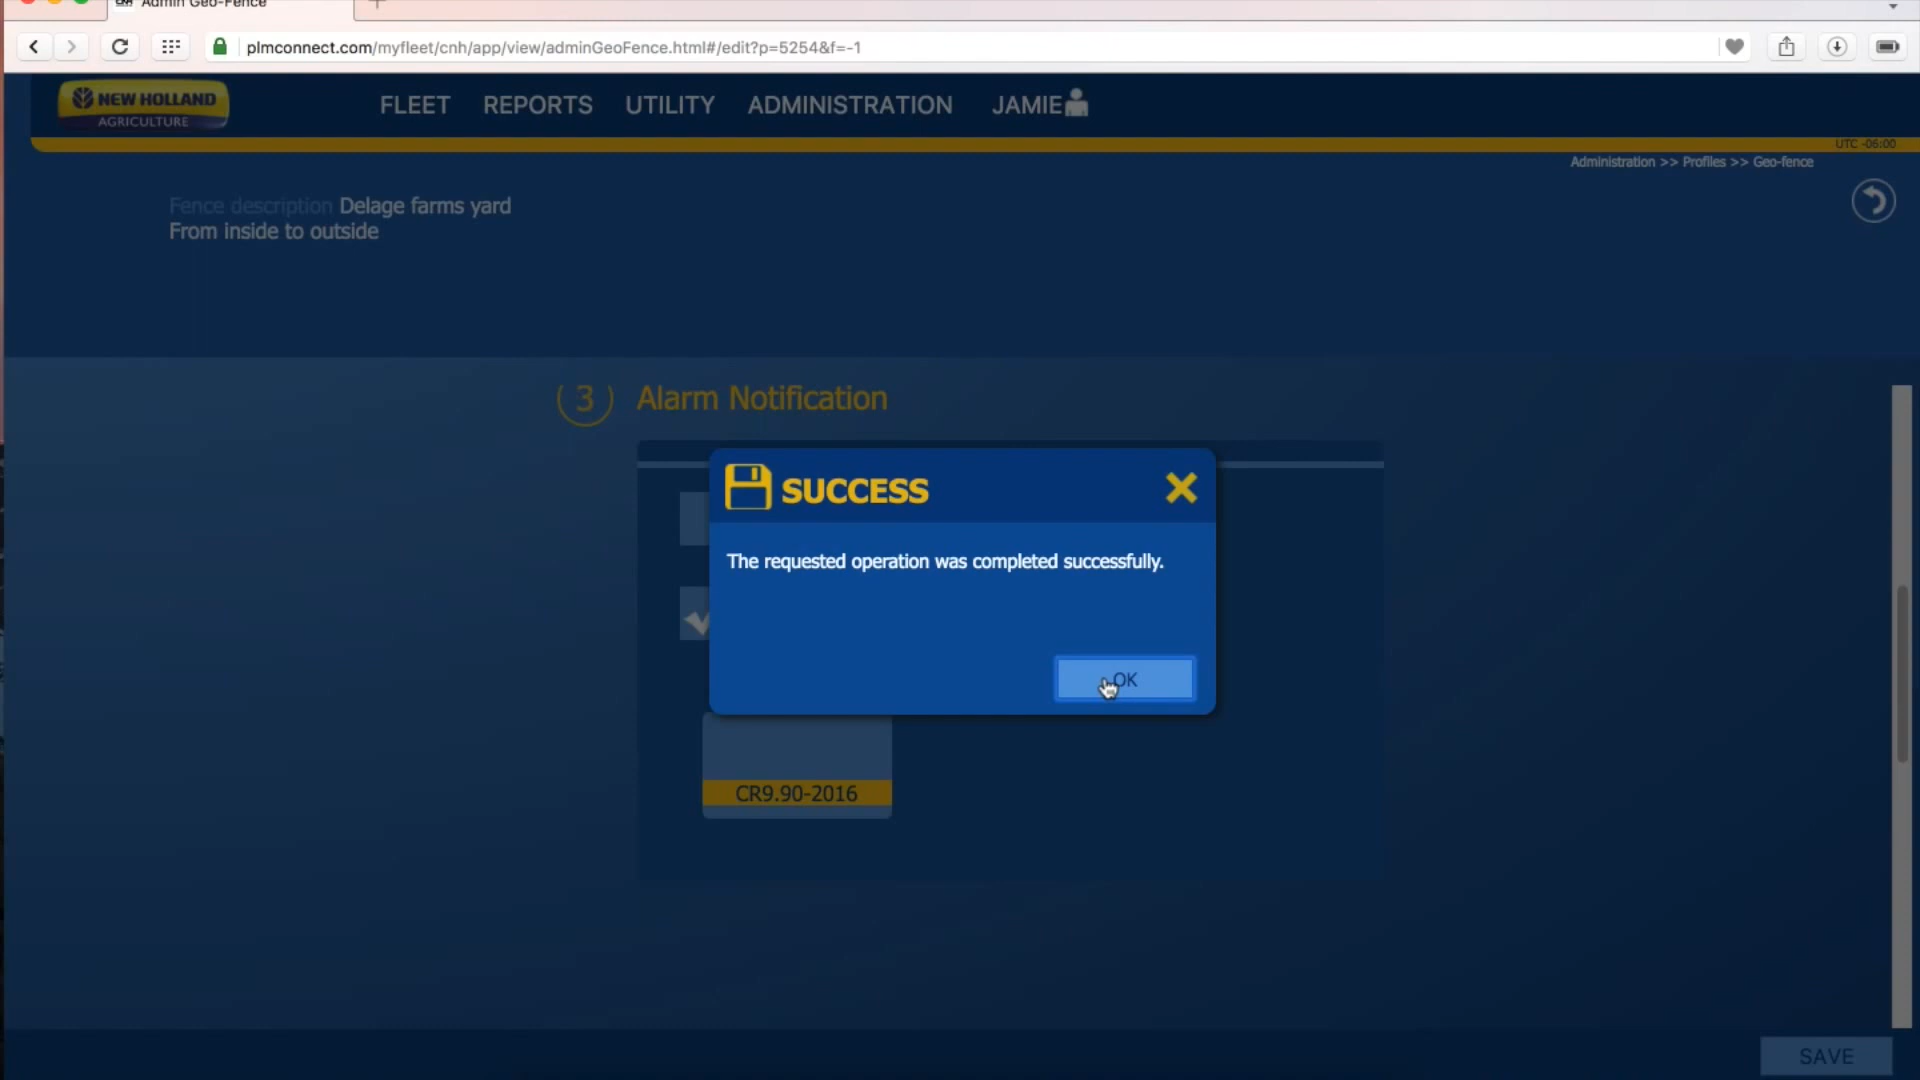 Admin Geo-Fence
plmconnect.com/myfleet/cnh/app/view/adminGeoFence.html#/edit?p=5254&f=-1
NEW HOLLAND
AGRICULTURE
FLEET REPORTS UTILITY ADMINISTRATION JAMIE
UTC -06:00
Administration >> Profiles >> Geo-fence
Fence description Delage farms yard
From inside to outside
3 Alarm Notification
SUCCESS
The requested operation was completed successfully.
OK
CR9.90-2016
SAVE